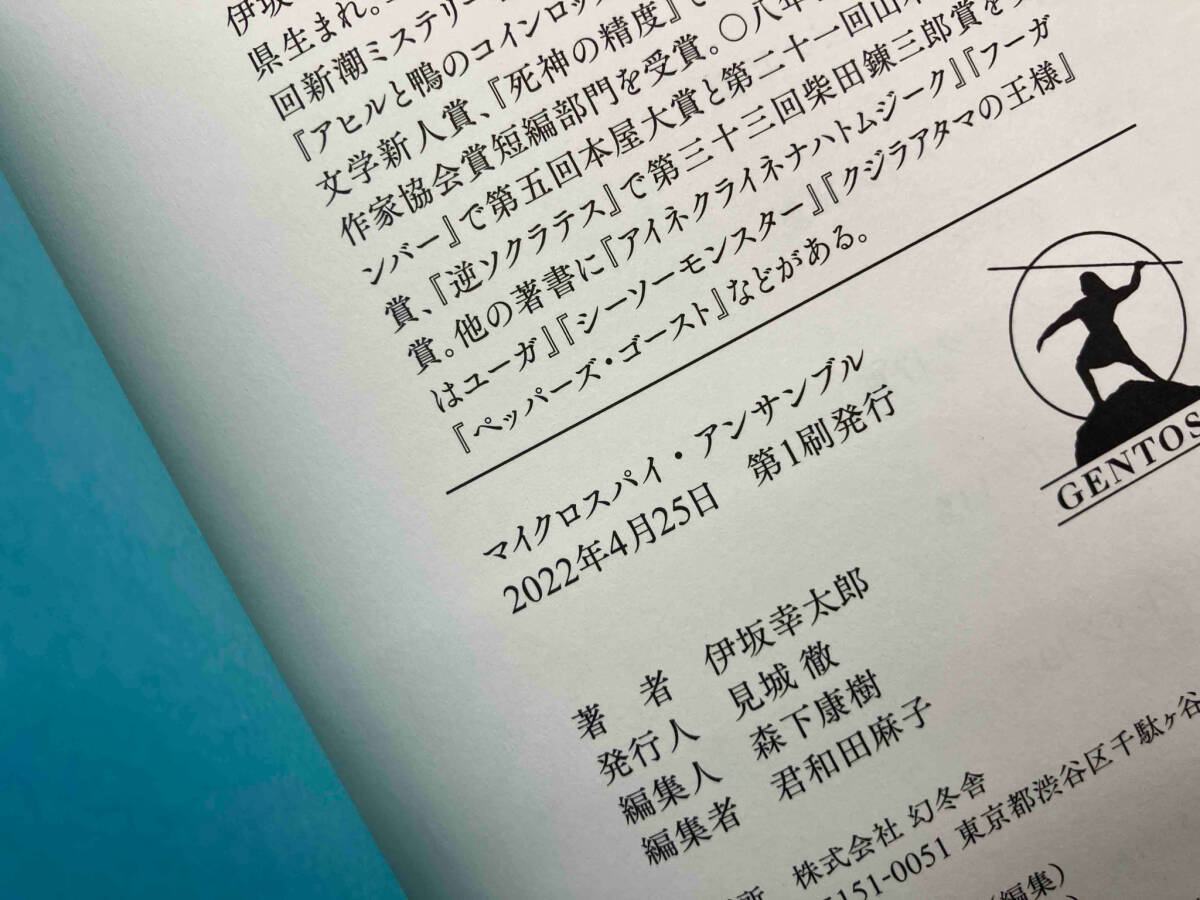 伊坂幸
県生まれ。
回新潮ミステリー
『アヒルと鴨のコインロッ
文学新人賞、『死神の精度』で
作家協会賞短編部門を受賞。〇八年
ンバー』で第五回本屋大賞と第二十一回山本
賞、『逆ソクラテス』で第三十三回柴田錬三郎賞を
賞。他の著書に『アイネクライネナハトムジーク』『フーガ
はユーガ』『シーソーモンスター』『クジラアタマの王様』
『ペッパーズ・ゴースト』などがある。
マイクロスパイ・アンサンブル
2022年4月25日 第1刷発行
GENTOS
著 者 伊坂幸太郎
発行人 見城 徹
編集人 森下康樹
編集者 君和田麻子
所 株式会社 幻冬舎
151-0051 東京都渋谷区千駄ヶ谷
(編集)